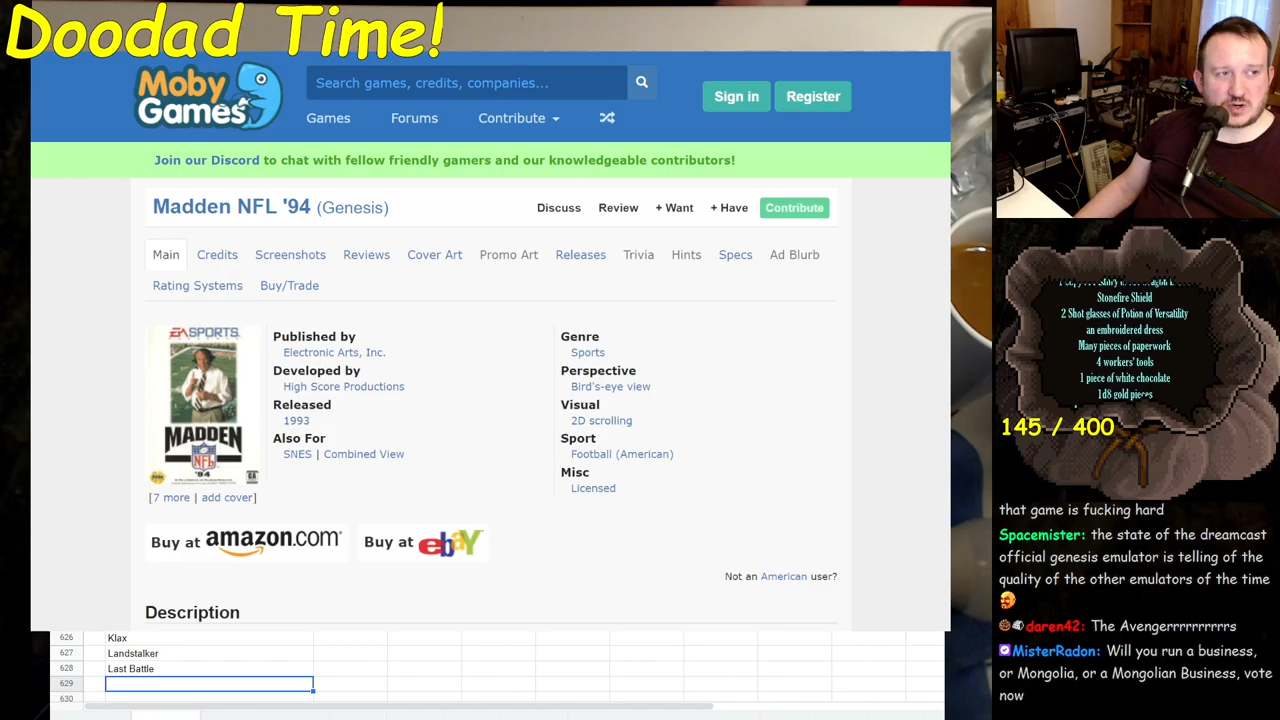 Doodad Time!
Moby
Games
Search games, credits, companies...
Sign in
Register
Games
Forums
Contribute
Join our Discord to chat with fellow friendly gamers and our knowledgeable contributors!
Madden NFL '94 (Genesis)
Discuss
Review
+ Want
+ Have
Contribute
Main
Credits
Screenshots
Reviews
Cover Art
Promo Art
Releases
Trivia
Hints
Specs
Ad Blurb
Rating Systems
Buy/Trade
EA SPORTS
MADDEN
NFL
'94
[7 more | add cover]
Published by
Electronic Arts, Inc.
Developed by
High Score Productions
Released
1993
Also For
SNES | Combined View
Genre
Sports
Perspective
Bird's-eye view
Visual
2D scrolling
Sport
Football (American)
Misc
Licensed
Buy at amazon.com
Buy at ebay
Not an American user?
Description
626 Klax
627 Landstalker
628 Last Battle
629
630
Stonefire Shield
2 Shot glasses of Potion of Versatility
an embroidered dress
Many pieces of paperwork
4 workers' tools
1 piece of white chocolate
1d8 gold pieces
145 / 400
that game is fucking hard
Spacemister: the state of the dreamcast
official genesis emulator is telling of the
quality of the other emulators of the time
daren42: The Avengerrrrrrrrs
MisterRadon: Will you run a business,
or Mongolia, or a Mongolian Business, vote
now